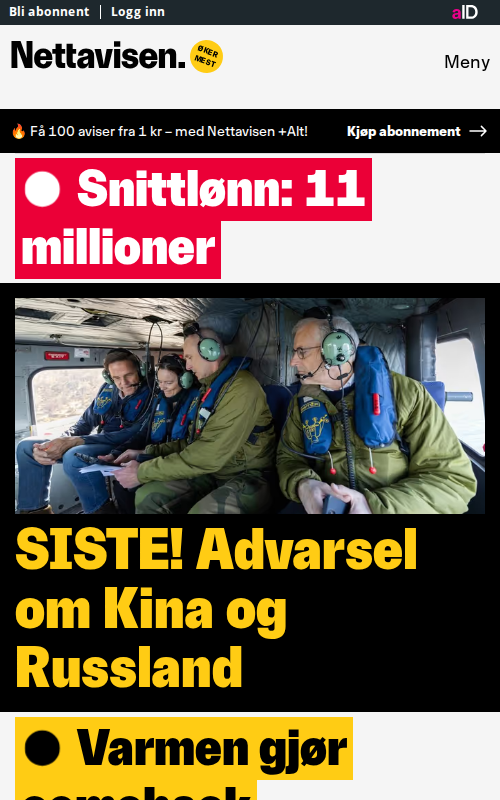 Bli abonnent | Logg inn
aID
Nettavisen.
ØKER
MEST
Meny
🔥 Få 100 aviser fra 1 kr – med Nettavisen +Alt!
Kjøp abonnement →
Snittlønn: 11
millioner
SISTE! Advarsel
om Kina og
Russland
Varmen gjør